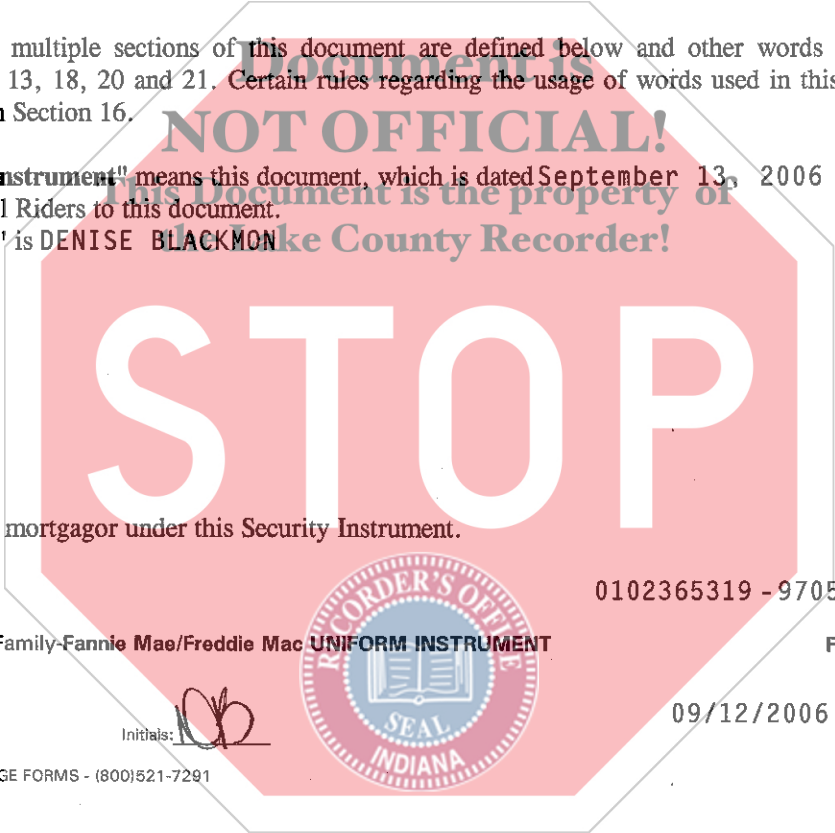 multiple sections of this document are defined below and other words
Document is
13, 18, 20 and 21. Certain rules regarding the usage of words used in this
Section 16.
NOT OFFICIAL!
nstrument" means this document, which is dated September 13, 2006
This Document is the property of
l Riders to this document.
' is DENISE BLACKMON
the Lake County Recorder!
STOP
mortgagor under this Security Instrument.
RECORDER'S OFFICE
SEAL
INDIANA
0102365319 - 9705
Family-Fannie Mae/Freddie Mac UNIFORM INSTRUMENT
F
Initials: DB
09/12/2006
GE FORMS - (800)521-7291